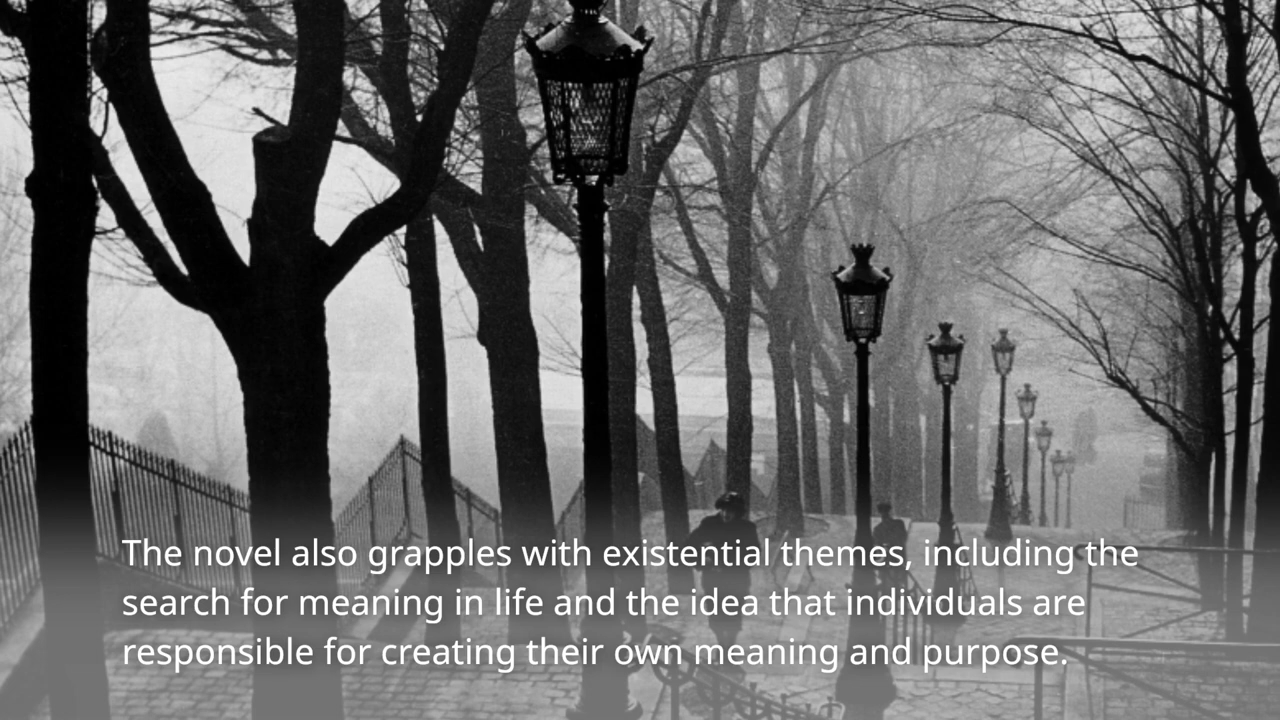 The novel also grapples with existential themes, including the
search for meaning in life and the idea that individuals are
responsible for creating their own meaning and purpose.